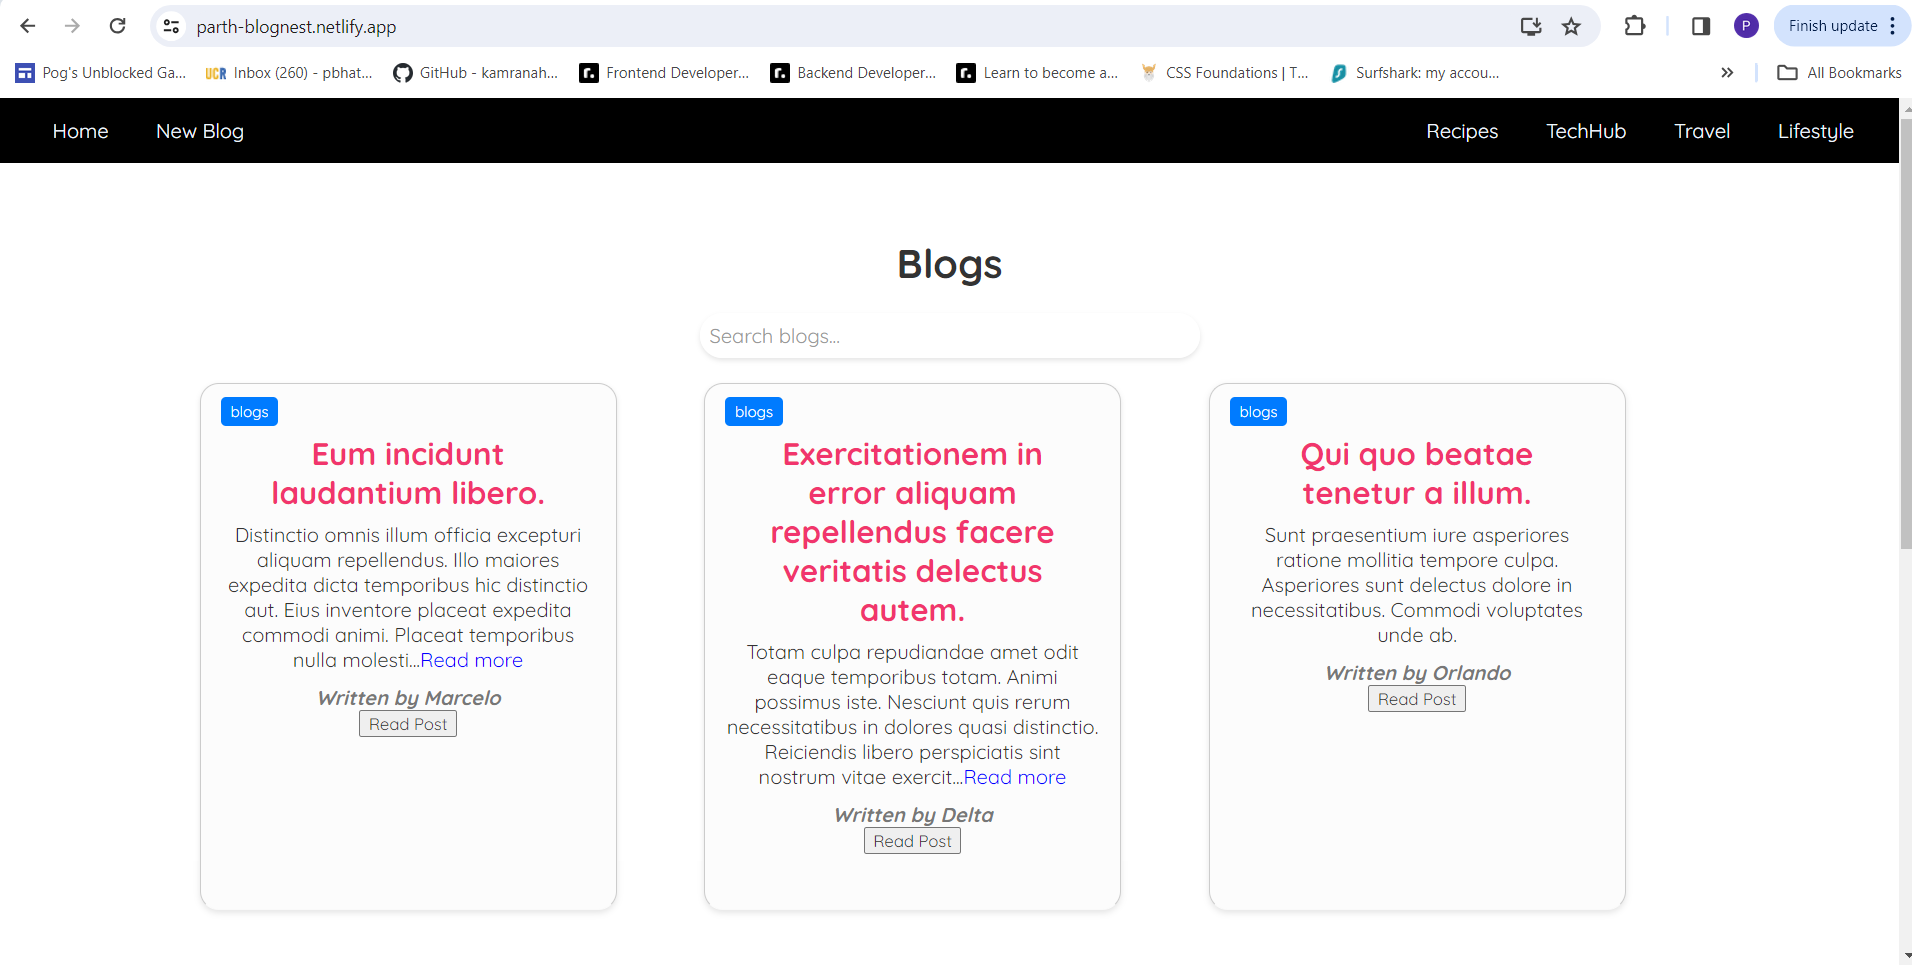 parth-blognest.netlify.app
P
Finish update
Pog's Unblocked Ga...
UCR Inbox (260) - pbhat...
GitHub - kamranah...
r. Frontend Developer...
r. Backend Developer...
r. Learn to become a...
CSS Foundations | T...
Surfshark: my accou...
All Bookmarks
Home New Blog Recipes TechHub Travel Lifestyle
Blogs
Search blogs...
blogs
Eum incidunt
laudantium libero.
Distinctio omnis illum officia excepturi
aliquam repellendus. Illo maiores
expedita dicta temporibus hic distinctio
aut. Eius inventore placeat expedita
commodi animi. Placeat temporibus
nulla molesti...Read more
Written by Marcelo
Read Post
blogs
Exercitationem in
error aliquam
repellendus facere
veritatis delectus
autem.
Totam culpa repudiandae amet odit
eaque temporibus totam. Animi
possimus iste. Nesciunt quis rerum
necessitatibus in dolores quasi distinctio.
Reiciendis libero perspiciatis sint
nostrum vitae exercit...Read more
Written by Delta
Read Post
blogs
Qui quo beatae
tenetur a illum.
Sunt praesentium iure asperiores
ratione mollitia tempore culpa.
Asperiores sunt delectus dolore in
necessitatibus. Commodi voluptates
unde ab.
Written by Orlando
Read Post